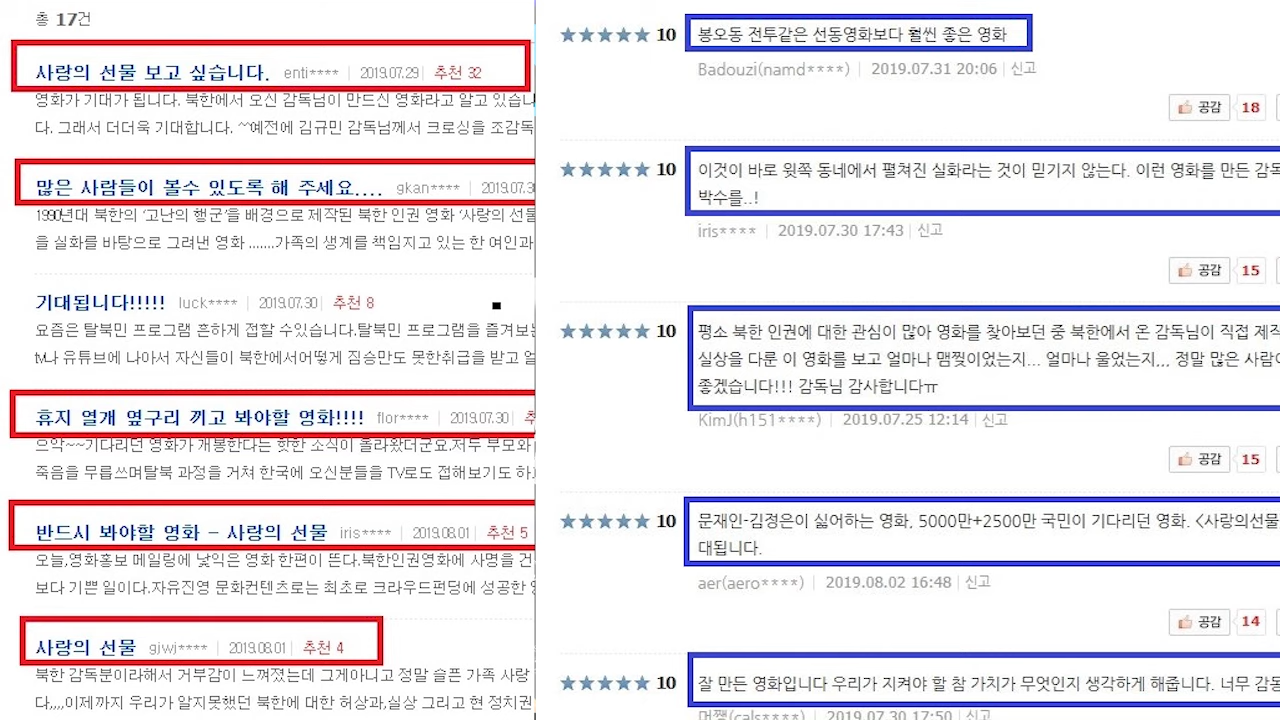 총 17건
사랑의 선물 보고 싶습니다. enti**** 2019.07.29 추천 32
영화가 기대가 됩니다. 북한에서 오신 감독님이 만드신 영화라고 알고 있습니
다. 그래서 더더욱 기대합니다. ^^예전에 김규민 감독님께서 크로싱을 조감독
많은 사람들이 볼수 있도록 해 주세요.... gkan**** 2019.07.30
1990년대 북한의 '고난의 행군'을 배경으로 제작된 북한 인권 영화 '사랑의 선물
을 실화를 바탕으로 그려낸 영화 .......가족의 생계를 책임지고 있는 한 여인과
기대됩니다!!!!! luck**** 2019.07.30 추천 8
요즘은 탈북민 프로그램 흔하게 접할 수있습니다.탈북민 프로그램을 즐겨보는
tv나 유튜브에 나아서 자신들이 북한에서어떻게 짐승만도 못한취급을 받고 얼
휴지 열개 옆구리 끼고 봐야할 영화!!!! flor**** 2019.07.30
으악~~기다리던 영화가 개봉한다는 핫한 소식이 올라왔더군요.저두 부모와
죽음을 무릅쓰며탈북 과정을 거쳐 한국에 오신분들을 TV로도 접해보기도 하
반드시 봐야할 영화 - 사랑의 선물 iris**** 2019.08.01 추천 5
오늘,영화홍보 메일링에 낯익은 영화 한편이 뜬다.북한인권영화에 사명을 건
보다 기쁜 일이다.자유진영 문화컨텐츠로는 최초로 크라우드펀딩에 성공한 영
사랑의 선물 gjwj**** 2019.08.01 추천 4
북한 감독분이라해서 거부감이 느껴졌는데 그게아니고 정말 슬픈 가족 사랑
다,,,,이제까지 우리가 알지못했던 북한에 대한 허상과,실상 그리고 현 정치권
★★★★★ 10 봉오동 전투같은 선동영화보다 훨씬 좋은 영화
Badouzi(namd****) 2019.07.31 20:06 신고
공감 18
★★★★★ 10 이것이 바로 윗쪽 동네에서 펼쳐진 실화라는 것이 믿기지 않는다. 이런 영화를 만든 감독
박수를..!
iris**** 2019.07.30 17:43 신고
공감 15
★★★★★ 10 평소 북한 인권에 대한 관심이 많아 영화를 찾아보던 중 북한에서 온 감독님이 직접 제작
실상을 다룬 이 영화를 보고 얼마나 맴찢이었는지... 얼마나 울었는지,,, 정말 많은 사람이
좋겠습니다!!! 감독님 감사합니다ㅠ
KimJ(h151****) 2019.07.25 12:14 신고
공감 15
★★★★★ 10 문재인-김정은이 싫어하는 영화, 5000만+2500만 국민이 기다리던 영화. <사랑의선물
대됩니다.
aer(aero****) 2019.08.02 16:48 신고
공감 14
★★★★★ 10 잘 만든 영화입니다 우리가 지켜야 할 참 가치가 무엇인지 생각하게 해줍니다. 너무 감동
머쨍(cals****) 2019.07.30 17:50 신고